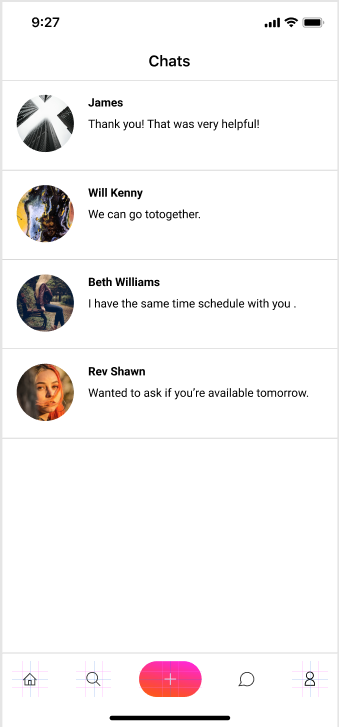 9:27
Chats
James
Thank you! That was very helpful!
Will Kenny
We can go totogether.
Beth Williams
I have the same time schedule with you .
Rev Shawn
Wanted to ask if you’re available tomorrow.